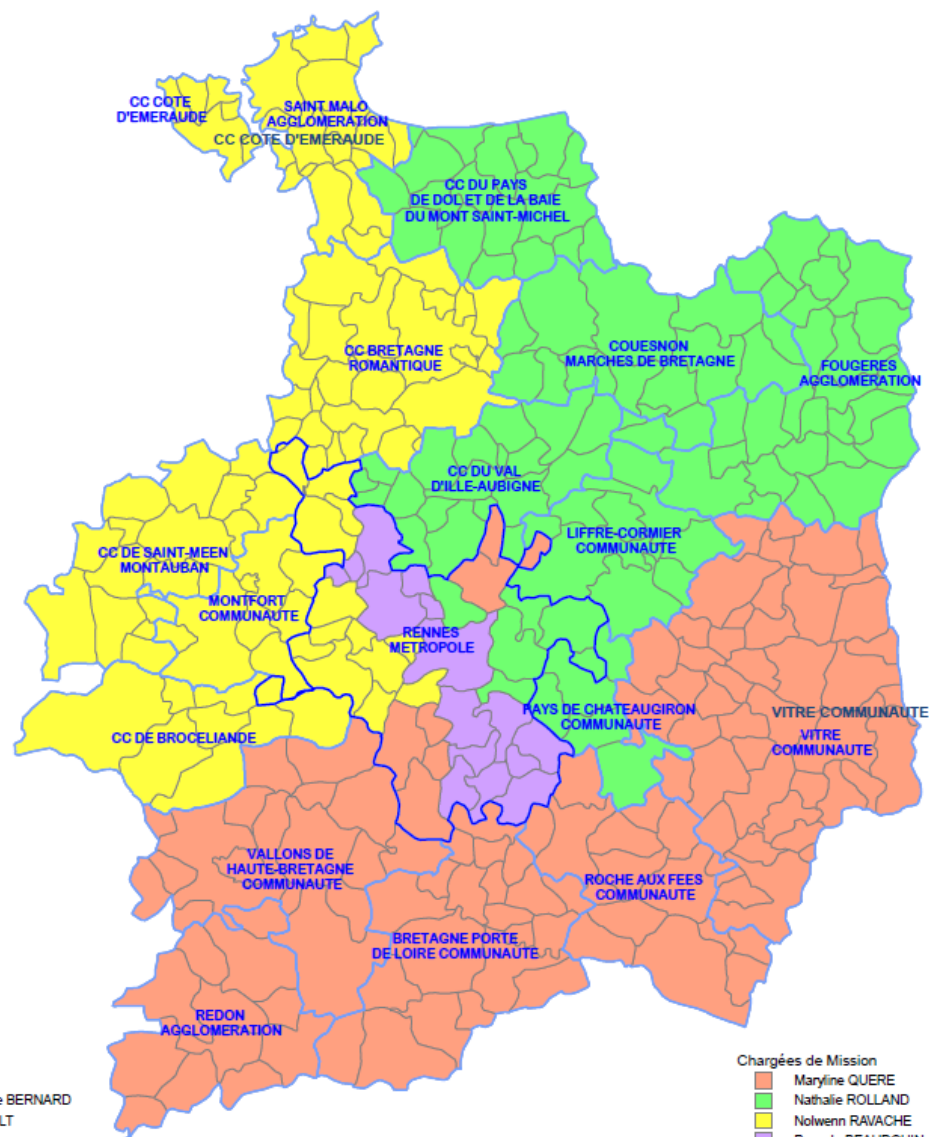 CC COTE
D'EMERAUDE
SAINT MALO
AGGLOMERATION
CC COTE D'EMERAUDE
CC DU PAYS
DE DOL ET DE LA BAIE
DU MONT SAINT-MICHEL
CC BRETAGNE
ROMANTIQUE
COUESNON
MARCHES DE BRETAGNE
FOUGERES
AGGLOMERATION
CC DU VAL
D'ILLE-AUBIGNE
LIFFRE-CORMIER
COMMUNAUTE
CC DE SAINT-MEEN
MONTAUBAN
MONTFORT
COMMUNAUTE
RENNES
METROPOLE
PAYS DE CHATEAUGIRON
COMMUNAUTE
VITRE COMMUNAUTE
VITRE
COMMUNAUTE
CC DE BROCELIANDE
VALLONS DE
HAUTE-BRETAGNE
COMMUNAUTE
ROCHE AUX FEES
COMMUNAUTE
BRETAGNE PORTE
DE LOIRE COMMUNAUTE
REDON
AGGLOMERATION
BERNARD
Chargées de Mission
Maryline QUERE
Nathalie ROLLAND
Nolwenn RAVACHE